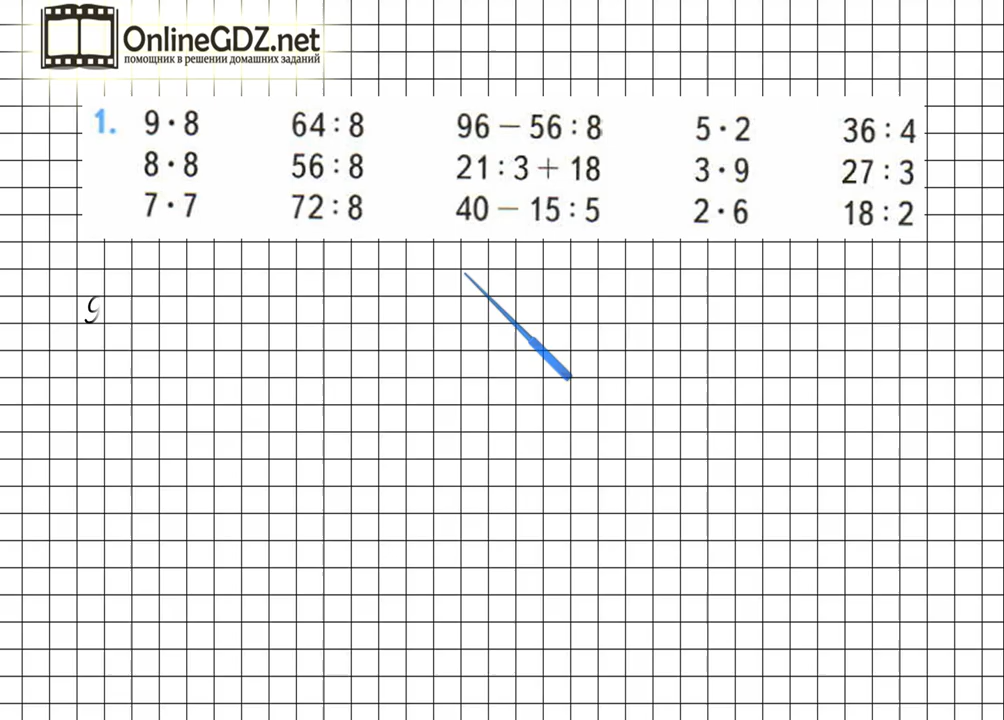 OnlineGDZ.net
помощник в решении домашних заданий
1. 9 · 8 64 : 8 96 − 56 : 8 5 · 2 36 : 4
8 · 8 56 : 8 21 : 3 + 18 3 · 9 27 : 3
7 · 7 72 : 8 40 − 15 : 5 2 · 6 18 : 2
9